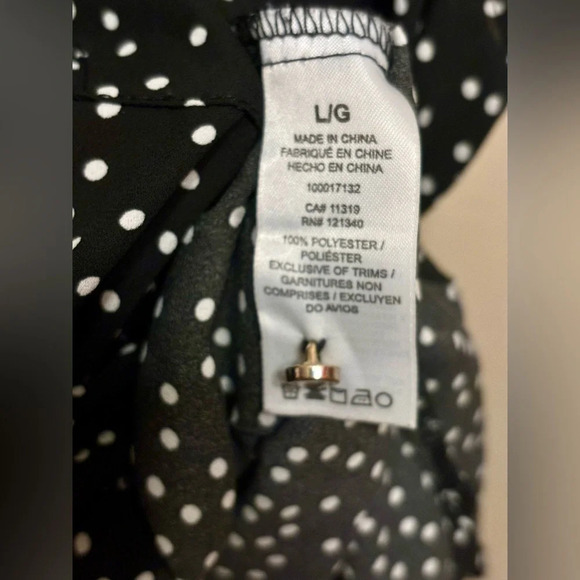 L/G
MADE IN CHINA
FABRIQUÉ EN CHINE
HECHO EN CHINA
100017132
CA# 11319
RN# 121340
100% POLYESTER /
POLIÉSTER
EXCLUSIVE OF TRIMS /
GARNITURES NON
COMPRISES / EXCLUYEN
DO AVIOS